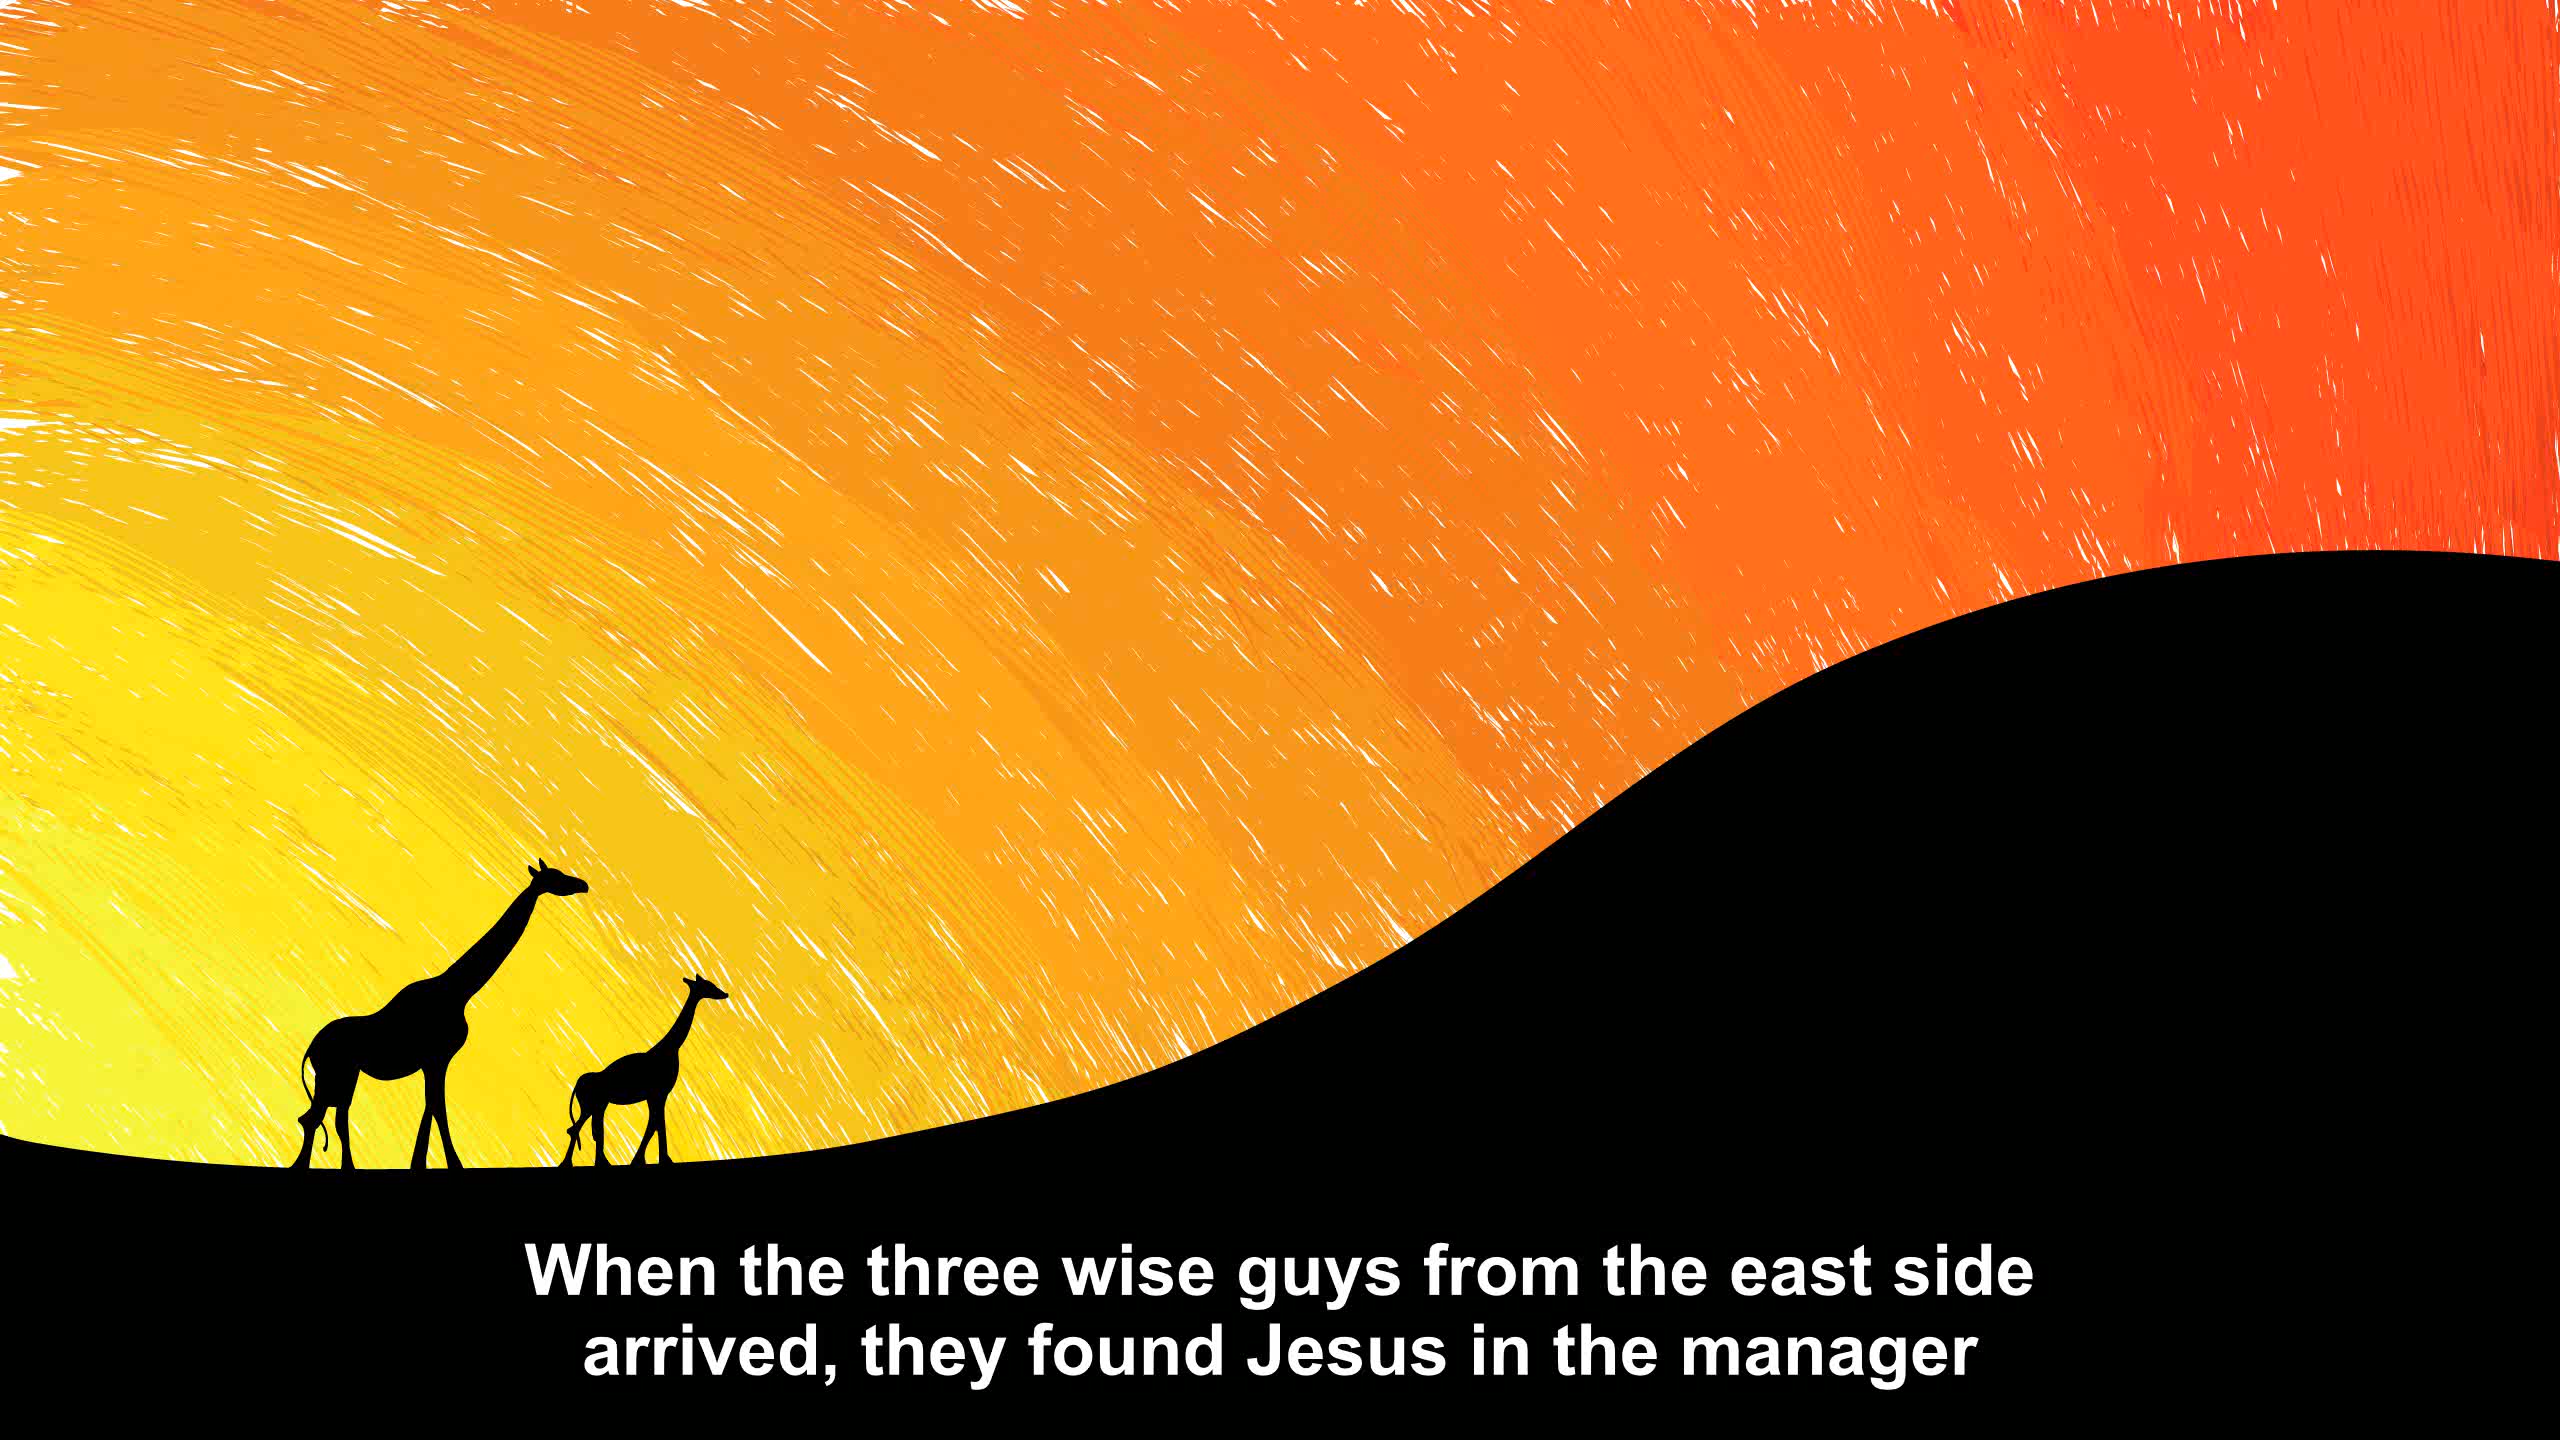 When the three wise guys from the east side
arrived, they found Jesus in the manager